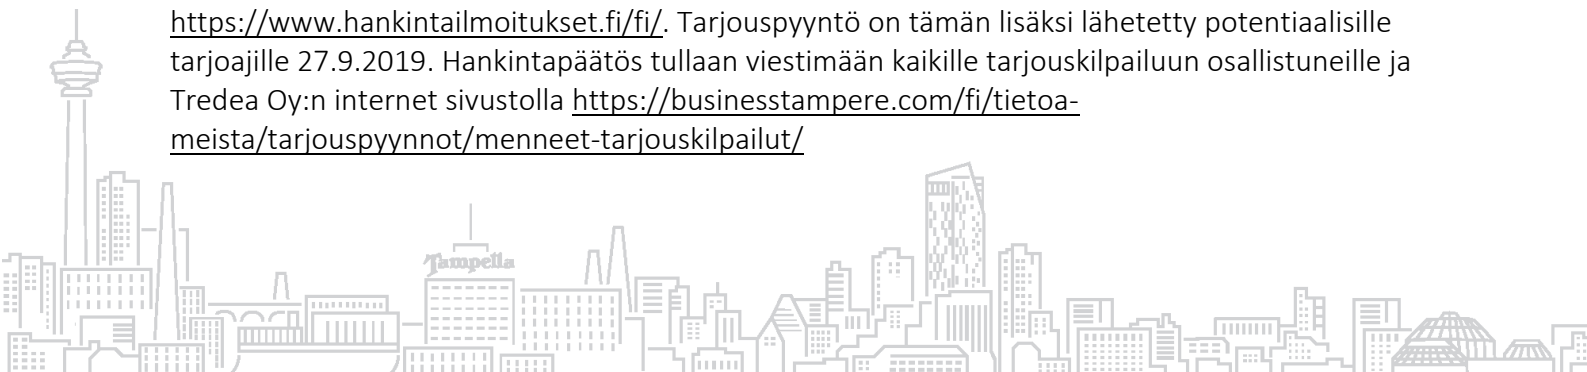 https://www.hankintailmoitukset.fi/fi/. Tarjouspyyntö on tämän lisäksi lähetetty potentiaalisille
tarjoajille 27.9.2019. Hankintapäätös tullaan viestimään kaikille tarjouskilpailuun osallistuneille ja
Tredea Oy:n internet sivustolla https://businesstampere.com/fi/tietoa-
meista/tarjouspyynnot/menneet-tarjouskilpailut/
Tampella